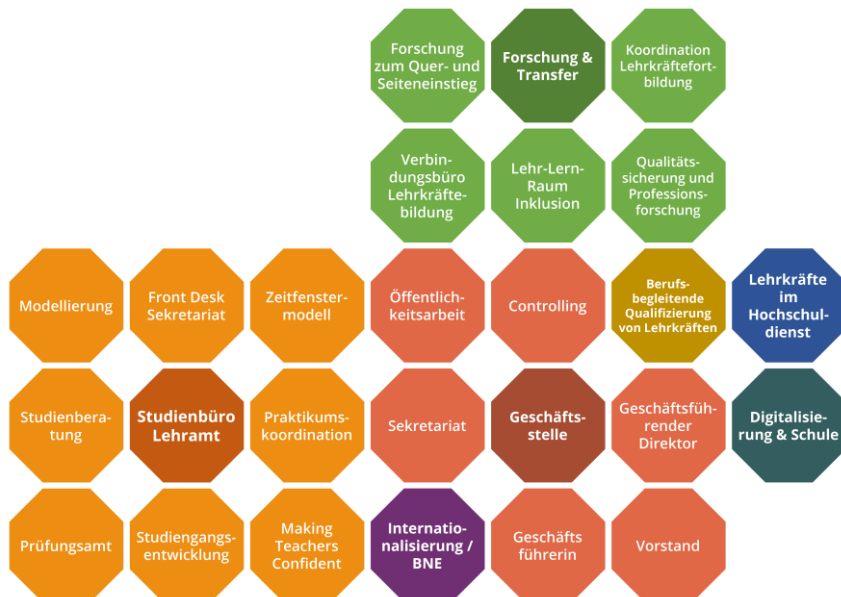 Forschung
zum Quer- und
Seiteneinstieg
Forschung &
Transfer
Koordination
Lehrkräftefort-
bildung
Verbin-
dungsbüro
Lehrkräfte-
bildung
Lehr-Lern-
Raum
Inklusion
Qualitäts-
sicherung und
Professions-
forschung
Modellierung
Front Desk
Sekretariat
Zeitfenster-
modell
Öffentlich-
keitsarbeit
Controlling
Berufs-
begleitende
Qualifizierung
von Lehrkräften
Lehrkräfte
im
Hochschul-
dienst
Studienbera-
tung
Studienbüro
Lehramt
Praktikums-
koordination
Sekretariat
Geschäfts-
stelle
Geschäftsfüh-
render
Direktor
Digitalisie-
rung & Schule
Prüfungsamt
Studiengangs-
entwicklung
Making
Teachers
Confident
Internatio-
nalisierung /
BNE
Geschäfts
führerin
Vorstand